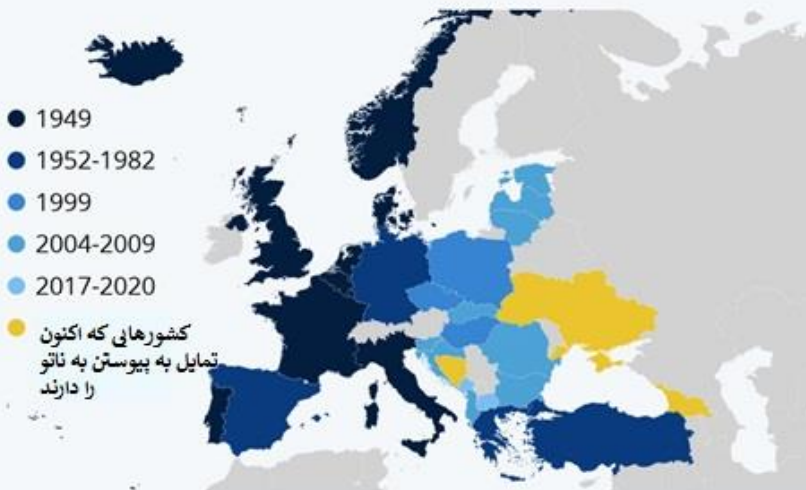 1949
1952-1982
1999
2004-2009
2017-2020
کشورهایی که اکنون
تمایل به پیوستن به ناتو
را دارند